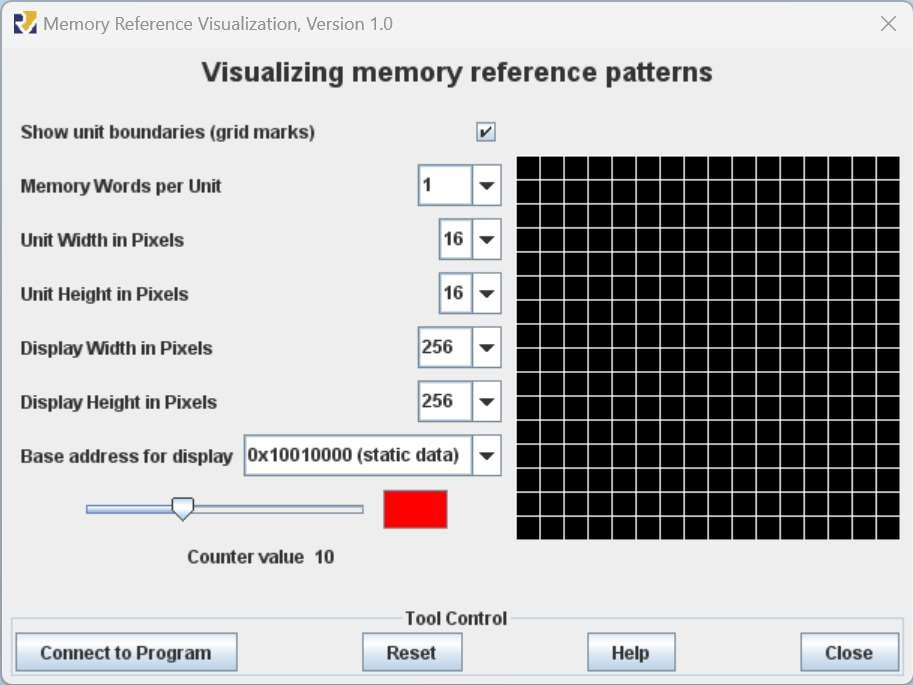 Memory Reference Visualization, Version 1.0
Visualizing memory reference patterns
Show unit boundaries (grid marks)
Memory Words per Unit 1
Unit Width in Pixels 16
Unit Height in Pixels 16
Display Width in Pixels 256
Display Height in Pixels 256
Base address for display 0x10010000 (static data)
Counter value 10
Tool Control
Connect to Program Reset Help Close